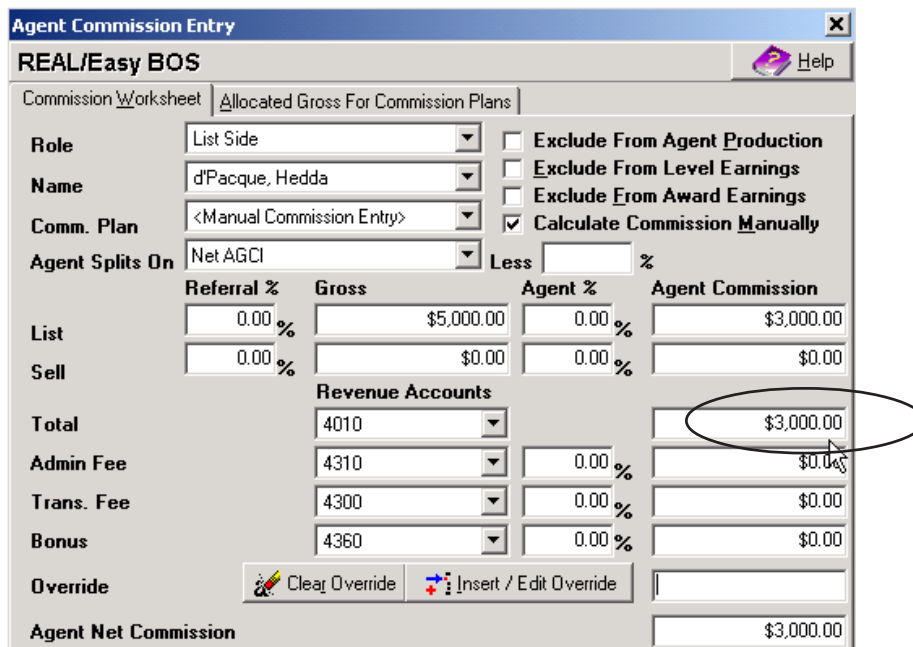 Agent Commission Entry
REAL/Easy BOS
Help
Commission Worksheet
Allocated Gross For Commission Plans
Role List Side Exclude From Agent Production
Name d'Pacque, Hedda Exclude From Level Earnings
Exclude From Award Earnings
Comm. Plan <Manual Commission Entry> Calculate Commission Manually
Agent Splits On Net AGCI Less %
Referral % Gross Agent % Agent Commission
List 0.00 % $5,000.00 0.00 % $3,000.00
Sell 0.00 % $0.00 0.00 % $0.00
Revenue Accounts
Total 4010 $3,000.00
Admin Fee 4310 0.00 % $0.00
Trans. Fee 4300 0.00 % $0.00
Bonus 4360 0.00 % $0.00
Override Clear Override Insert / Edit Override
Agent Net Commission $3,000.00